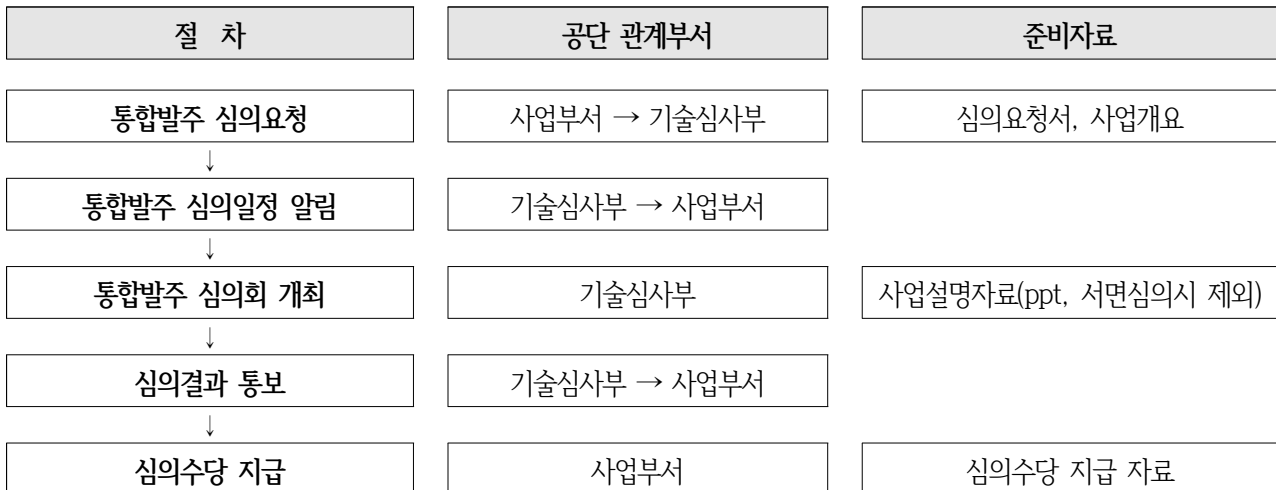 절 차 공단 관계부서 준비자료
통합발주 심의요청 사업부서 → 기술심사부 심의요청서, 사업개요
↓
통합발주 심의일정 알림 기술심사부 → 사업부서
↓
통합발주 심의회 개최 기술심사부 사업설명자료(ppt, 서면심의시 제외)
↓
심의결과 통보 기술심사부 → 사업부서
↓
심의수당 지급 사업부서 심의수당 지급 자료